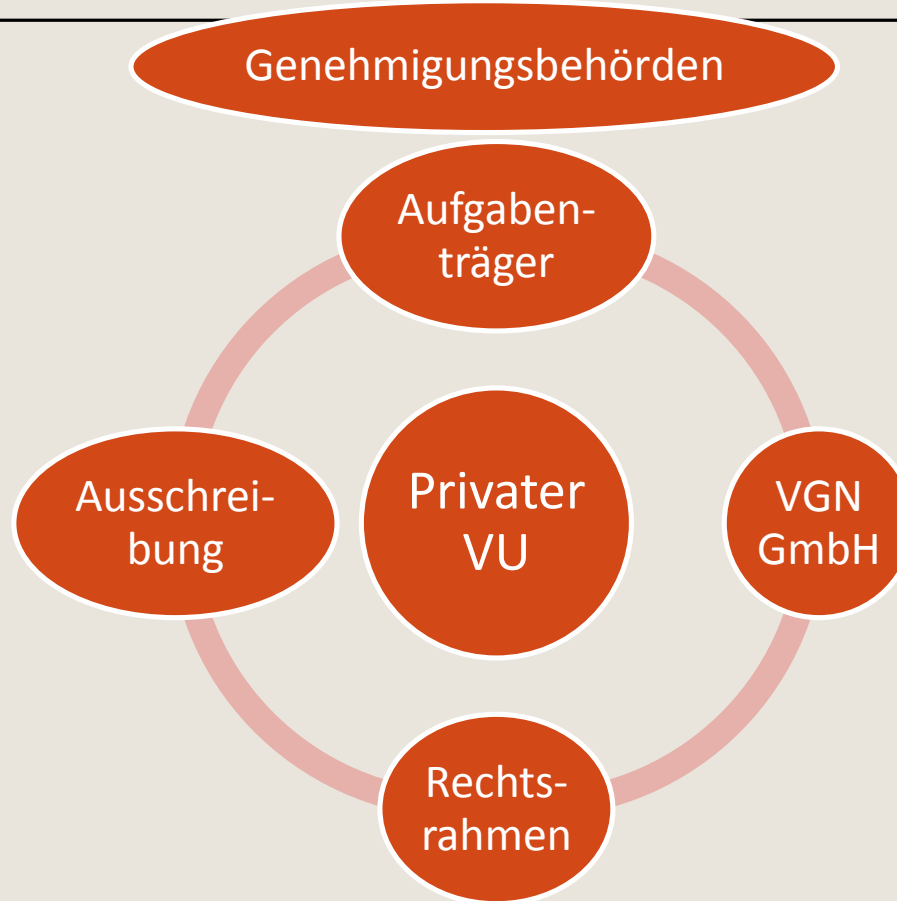 Genehmigungsbehörden
Aufgaben-
träger
Ausschrei-
bung
Privater
VU
VGN
GmbH
Rechts-
rahmen